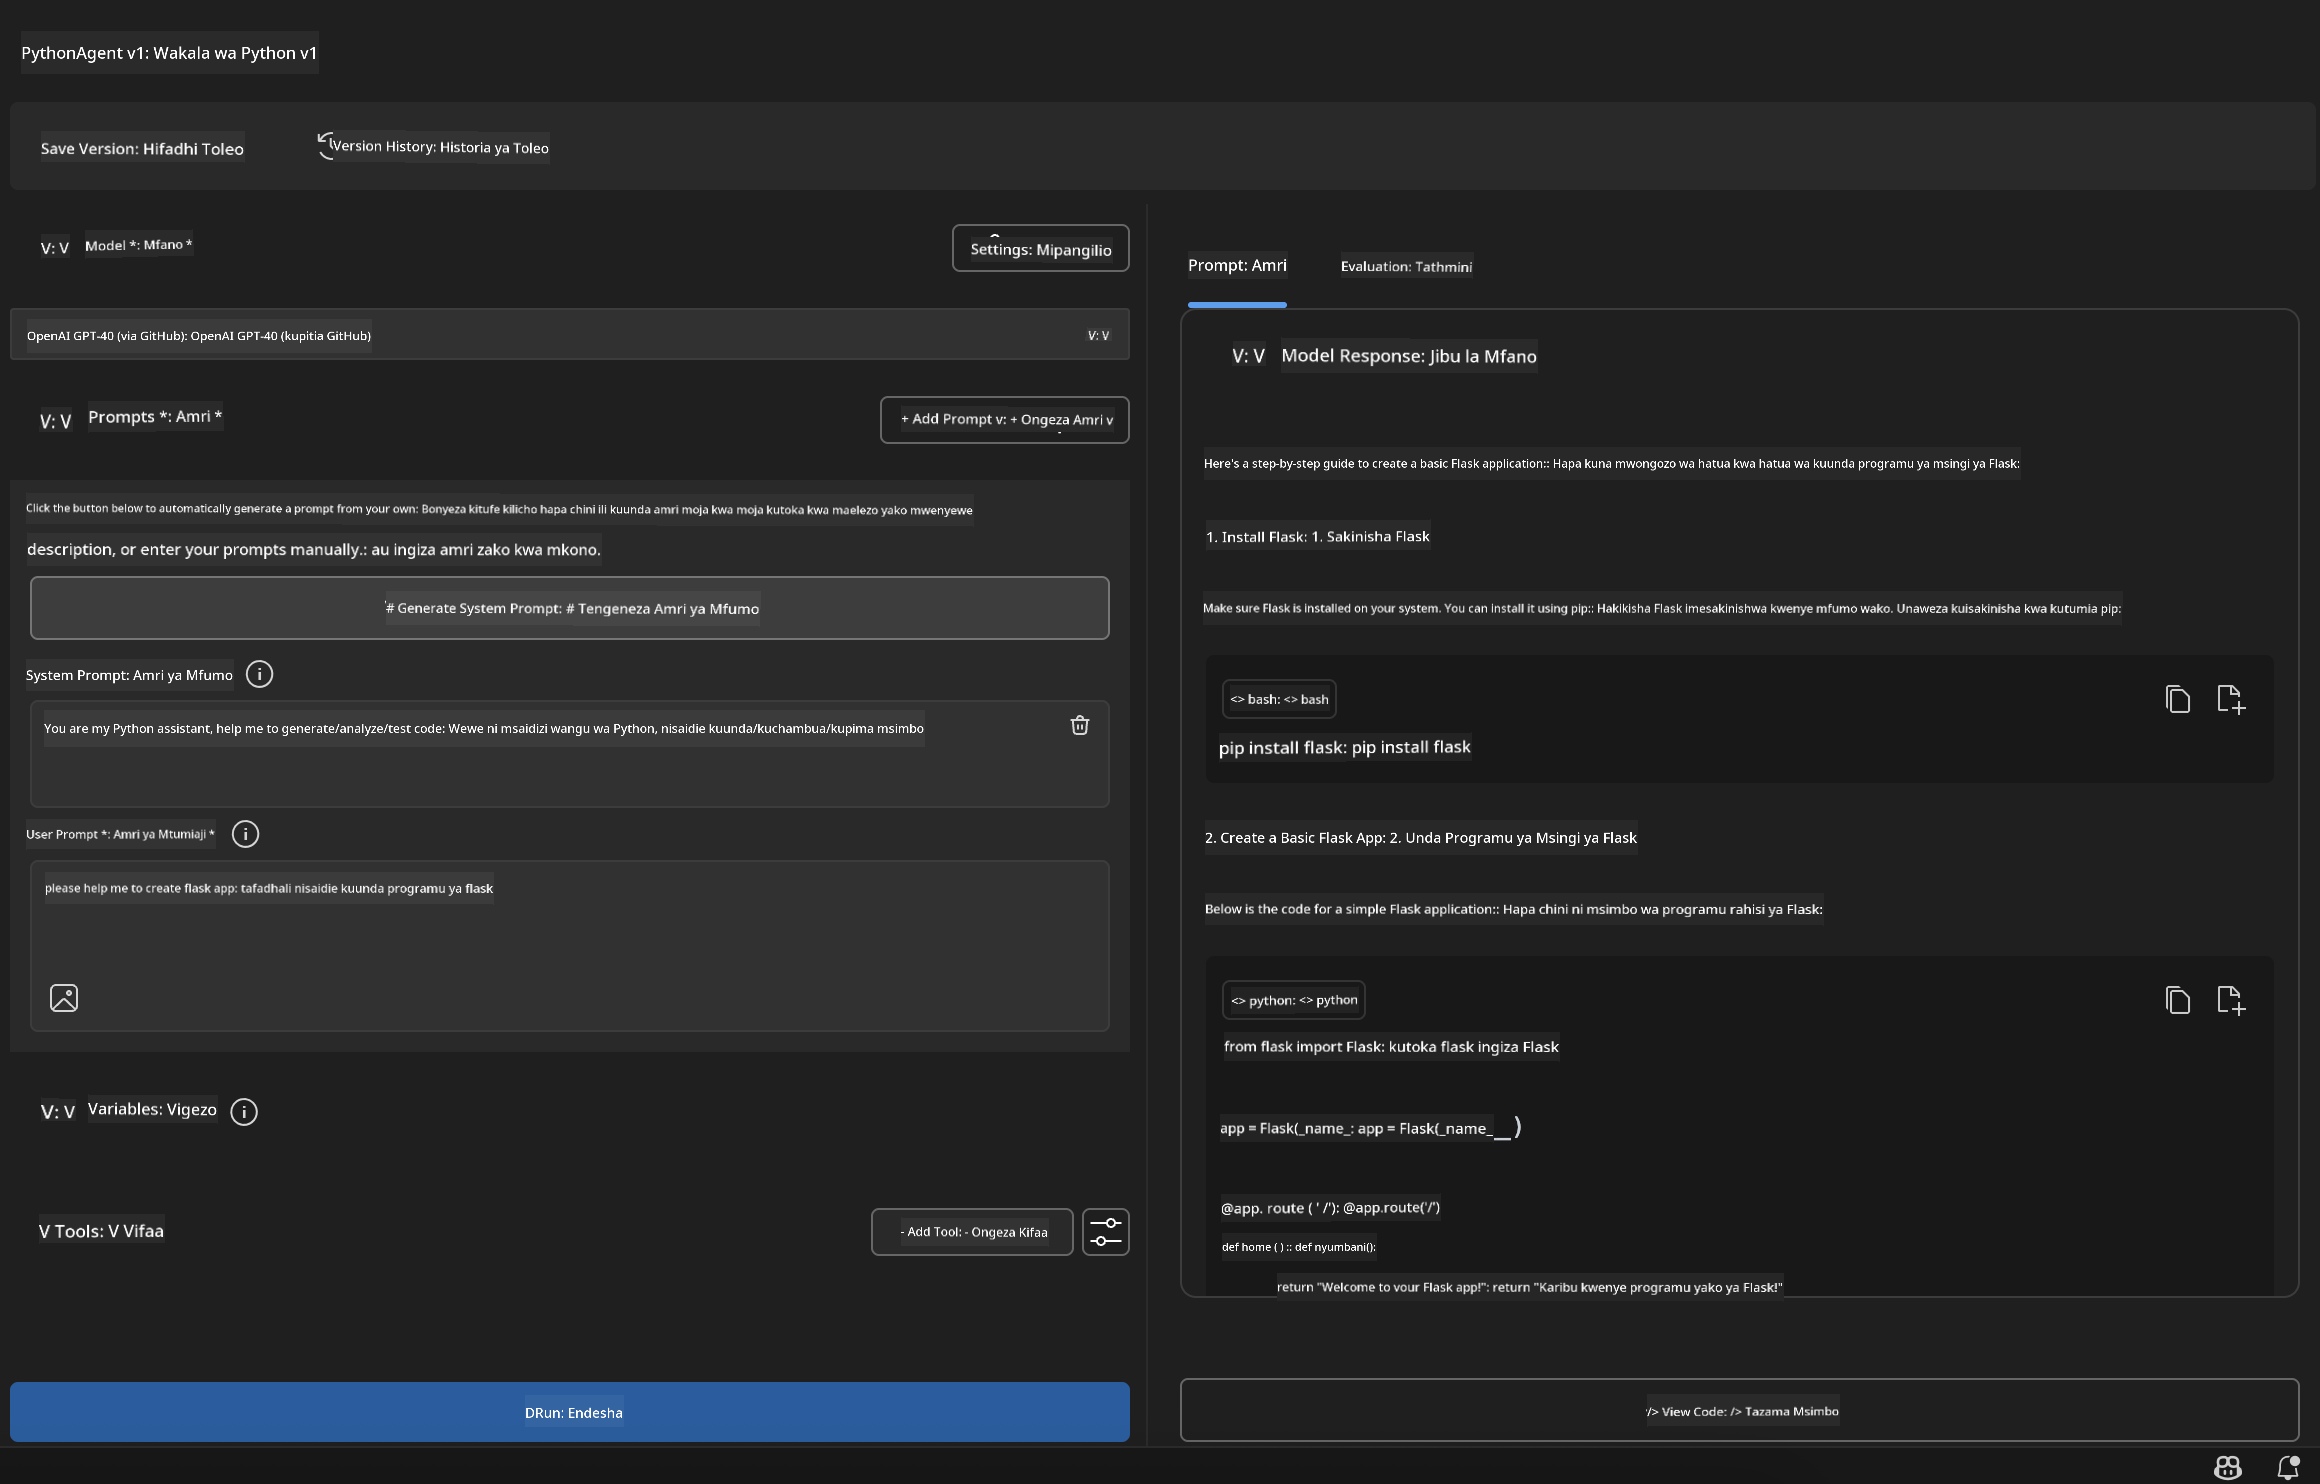 PythonAgent v1: Wakala wa Python v1
Save Version: Hifadhi Toleo
Version History: Historia ya Toleo
V: V
Model *: Mfano *
Settings: Mipangilio
OpenAI GPT-40 (via GitHub): OpenAI GPT-40 (kupitia GitHub)
V: V
V: V
Prompts *: Amri *
+ Add Prompt v: + Ongeza Amri v
Click the button below to automatically generate a prompt from your own: Bonyeza kitufe kilicho hapa chini ili kuunda amri moja kwa moja kutoka kwa maelezo yako mwenyewe
description, or enter your prompts manually.: au ingiza amri zako kwa mkono.
# Generate System Prompt: # Tengeneza Amri ya Mfumo
System Prompt: Amri ya Mfumo
You are my Python assistant, help me to generate/analyze/test code: Wewe ni msaidizi wangu wa Python, nisaidie kuunda/kuchambua/kupima msimbo
User Prompt *: Amri ya Mtumiaji *
please help me to create flask app: tafadhali nisaidie kuunda programu ya flask
V: V
Variables: Vigezo
V Tools: V Vifaa
- Add Tool: - Ongeza Kifaa
DRun: Endesha
Prompt: Amri
Evaluation: Tathmini
V: V
Model Response: Jibu la Mfano
Here's a step-by-step guide to create a basic Flask application:: Hapa kuna mwongozo wa hatua kwa hatua wa kuunda programu ya msingi ya Flask:
1. Install Flask: 1. Sakinisha Flask
Make sure Flask is installed on your system. You can install it using pip:: Hakikisha Flask imesakinishwa kwenye mfumo wako. Unaweza kuisakinisha kwa kutumia pip:
<> bash: <> bash
pip install flask: pip install flask
2. Create a Basic Flask App: 2. Unda Programu ya Msingi ya Flask
Below is the code for a simple Flask application:: Hapa chini ni msimbo wa programu rahisi ya Flask:
<> python: <> python
from flask import Flask: kutoka flask ingiza Flask
app = Flask(_name_: app = Flask(_name__)
@app. route ( ' /'): @app.route('/')
def home ( ) :: def nyumbani():
return "Welcome to vour Flask app!": return "Karibu kwenye programu yako ya Flask!"
/> View Code: /> Tazama Msimbo